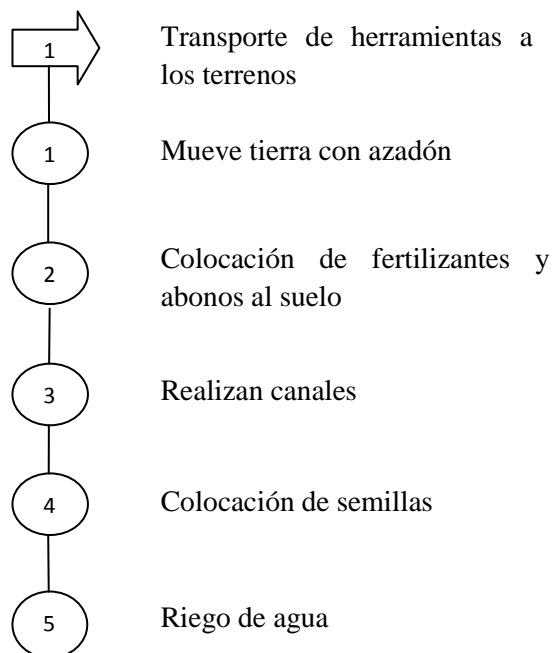 1 Transporte de herramientas a
los terrenos
1 Mueve tierra con azadón
2 Colocación de fertilizantes y
abonos al suelo
3 Realizan canales
4 Colocación de semillas
5 Riego de agua